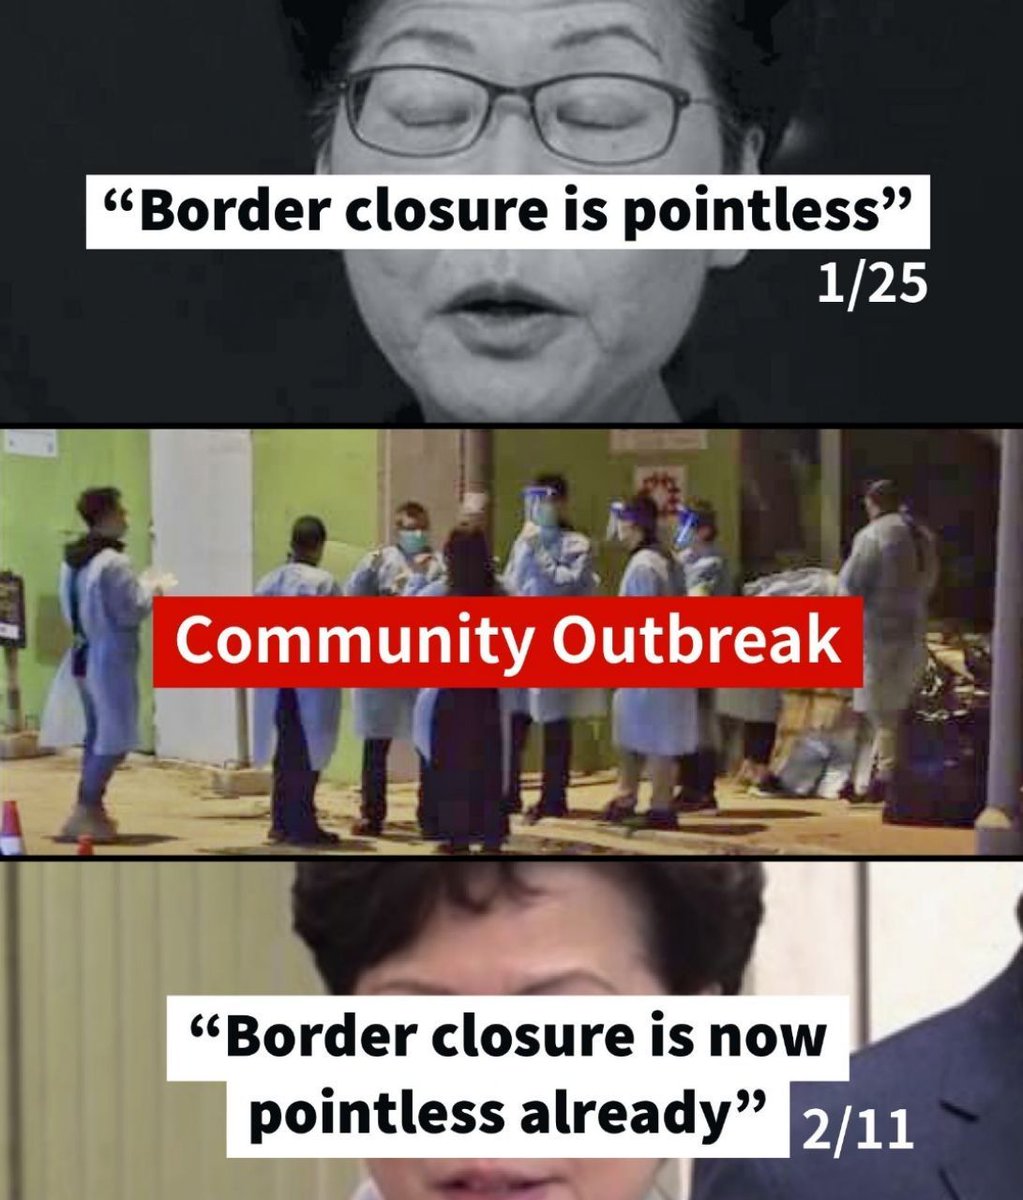 “Border closure is pointless”
1/25
Community Outbreak
“Border closure is now
pointless already”
2/11